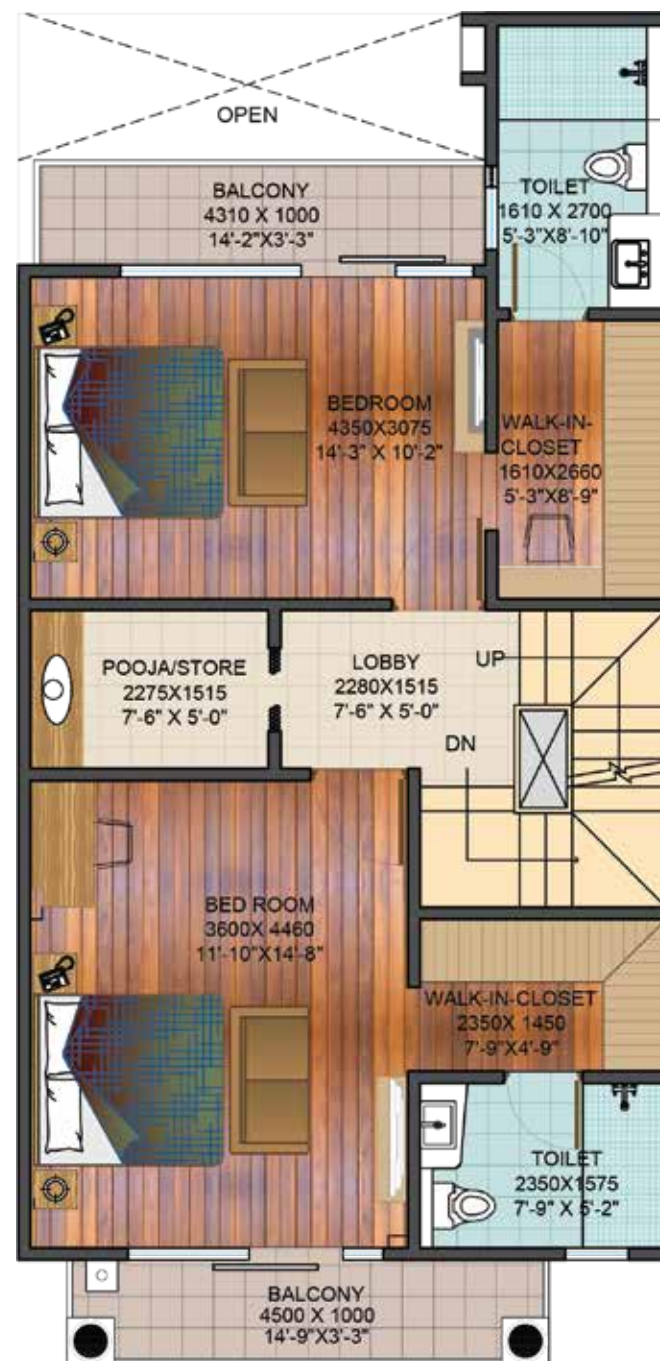 OPEN
BALCONY
4310 X 1000
14'-2"X3'-3"
TOILET
1610 X 2700
5'-3"X8'-10"
BEDROOM
4350X3075
14'-3" X 10'-2"
WALK-IN-
CLOSET
1610X2660
5'-3"X8'-9"
POOJA/STORE
2275X1515
7'-6" X 5'-0"
LOBBY
2280X1515
7'-6" X 5'-0"
UP
DN
BED ROOM
3600X 4460
11'-10"X14'-8"
WALK-IN-CLOSET
2350X 1450
7'-9"X4'-9"
TOILET
2350X1575
7'-9" X 5'-2"
BALCONY
4500 X 1000
14'-9"X3'-3"